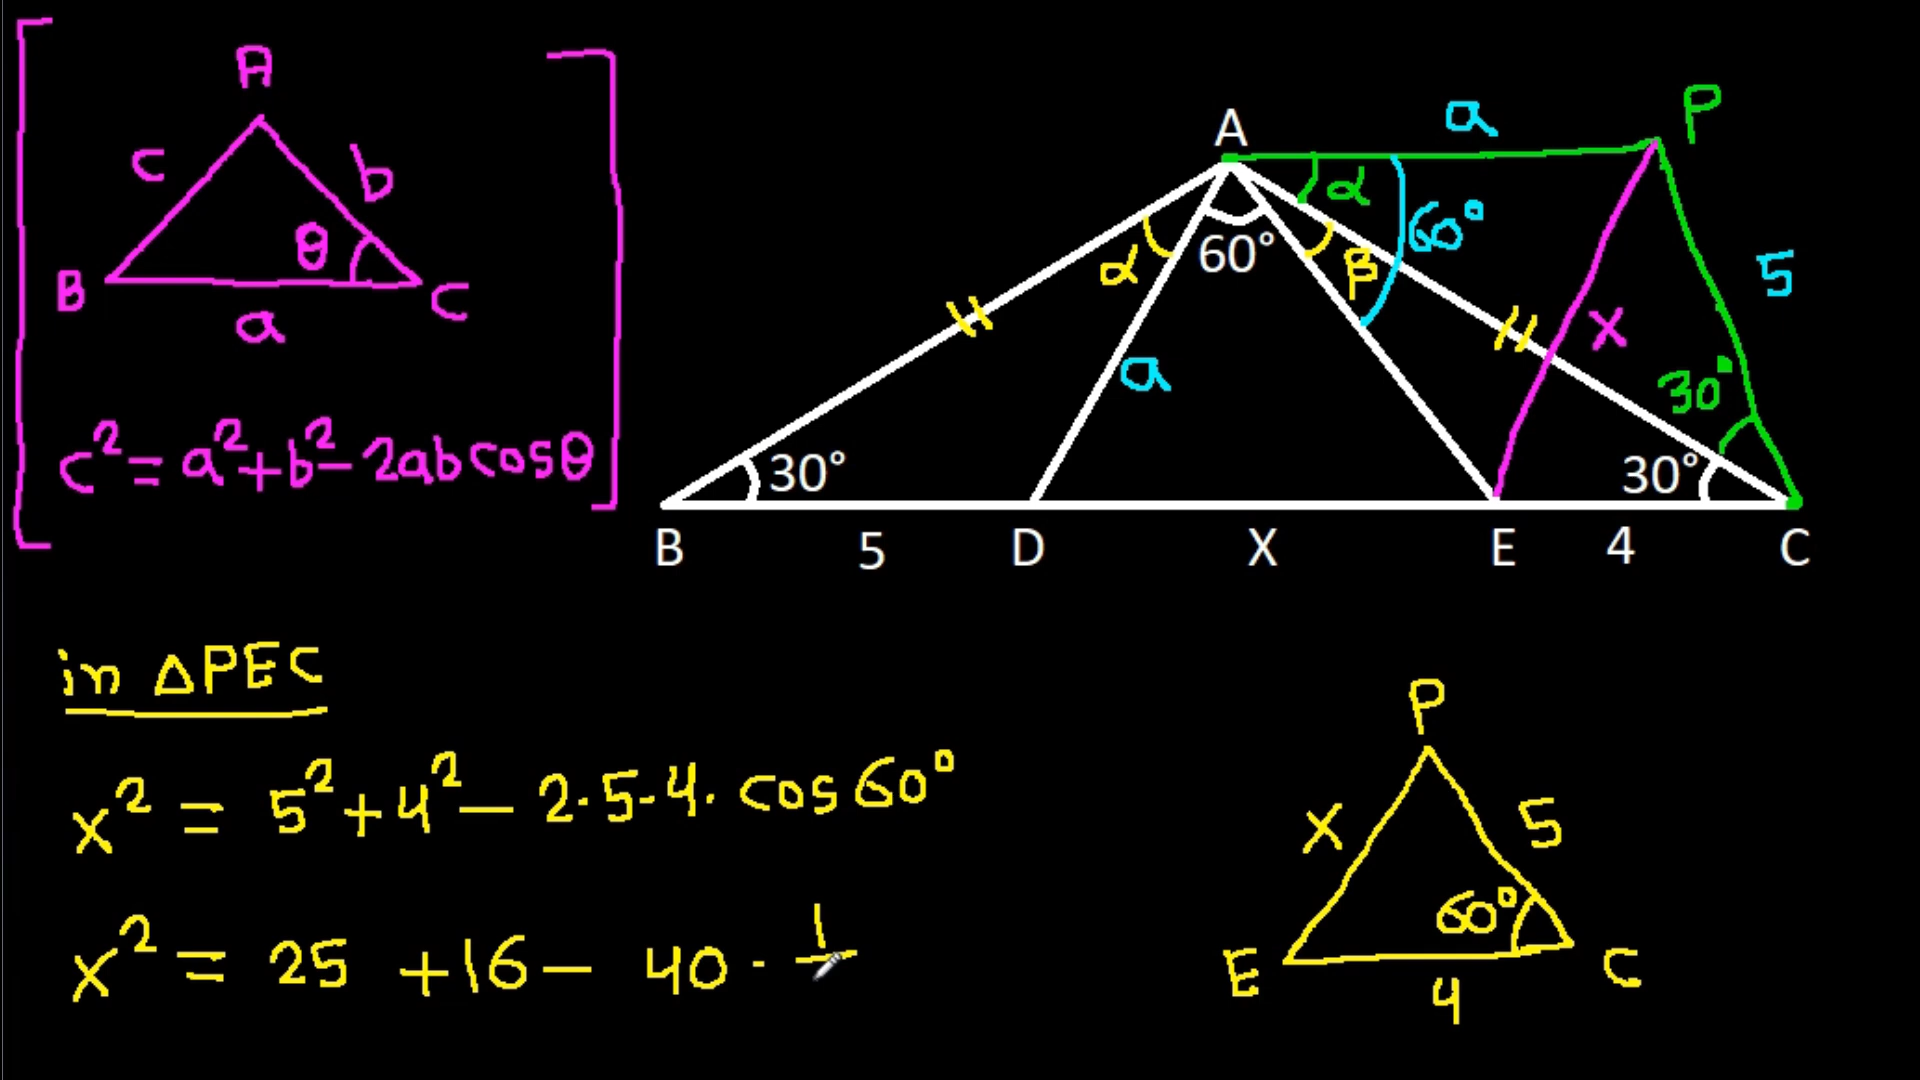 A
c
b
θ
B
a
C
c² = a² + b² - 2ab cos θ
A
a
P
α
60°
α
60°
β
5
a
x
30°
30°
30°
B
5
D
X
E
4
C
in ΔPEC
x² = 5² + 4² - 2·5·4· cos 60°
x² = 25 + 16 - 40 · 1
P
x
5
60°
E
4
C